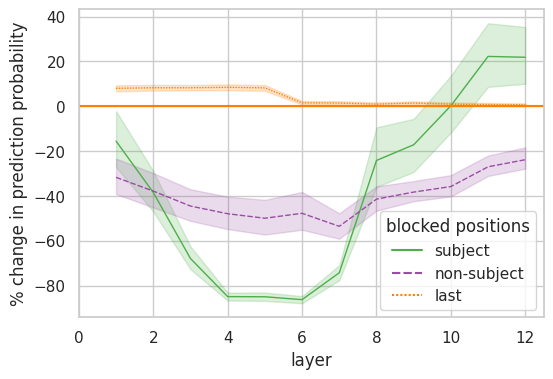 % change in prediction probability
40
20
0
−20
−40
−60
−80
0 2 4 6 8 10 12
layer
blocked positions
subject
non-subject
last